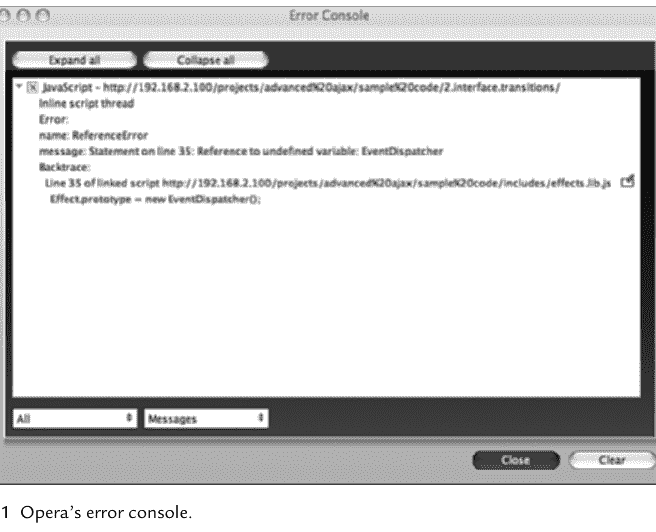 Error Console
Expand all Collapse all
JavaScript - http://192.168.2.100/projects/advanced%20ajax/sample%20code/2.interface.transitions/
Inline script thread
Error:
name: ReferenceError
message: Statement on line 35: Reference to undefined variable: EventDispatcher
Backtrace:
Line 35 of linked script http://192.168.2.100/projects/advanced%20ajax/sample%20code/includes/effects.lib.js
Effect.prototype = new EventDispatcher();
All Messages
Close Clear
1 Opera's error console.